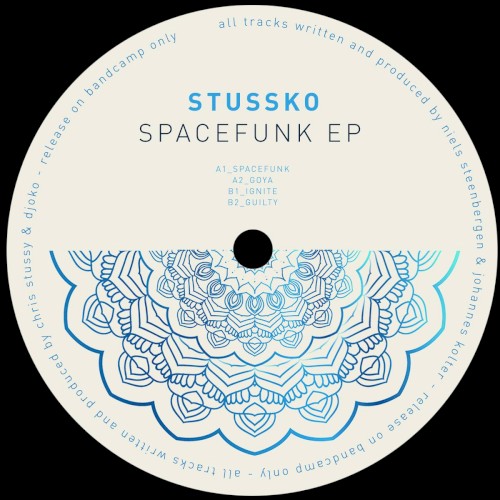 STUSSKO
SPACEFUNK EP
A1_SPACEFUNK
A2_GOYA
B1_IGNITE
B2_GUILTY
all tracks written and produced by niels steenbergen & johannes kolter - release on bandcamp only - all tracks written and produced by chris stussy & djoko - release on bandcamp only